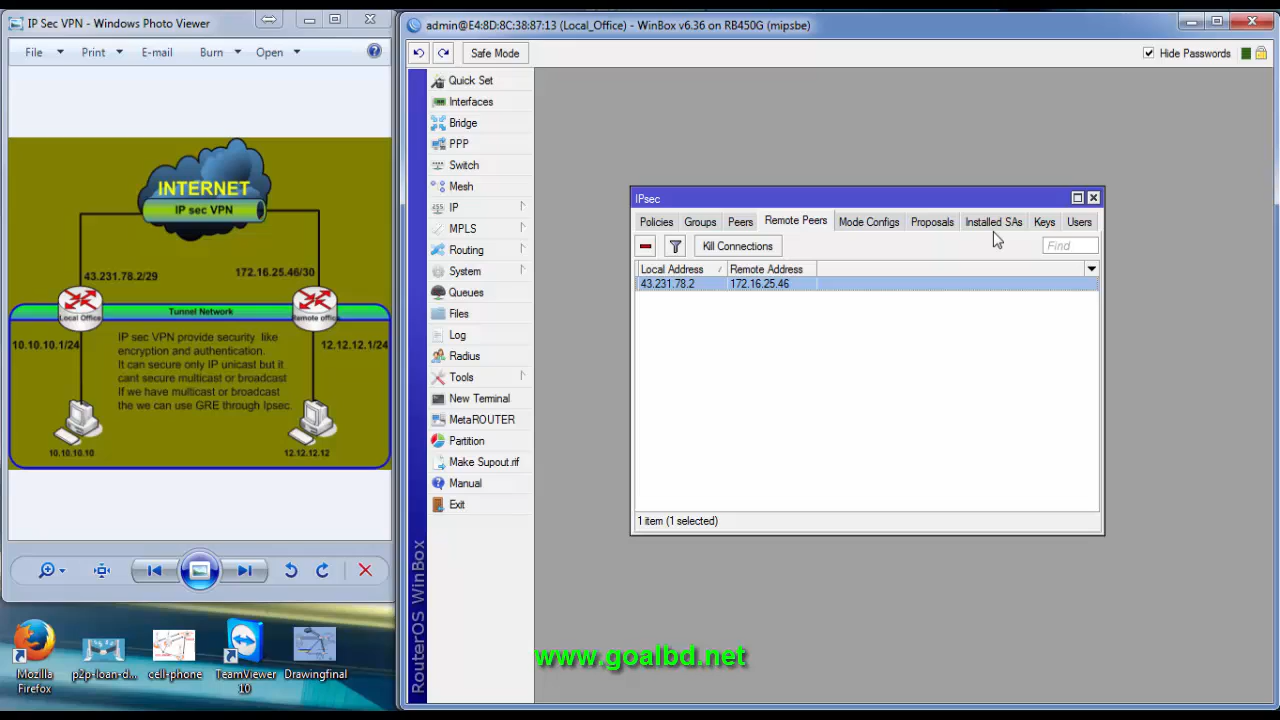 IP Sec VPN - Windows Photo Viewer
File Print E-mail Burn Open
INTERNET
IP sec VPN
43.231.78.2/29
172.16.25.46/30
Tunnel Network
Local Office
Remote office
10.10.10.1/24
12.12.12.1/24
IP sec VPN provide security like
encryption and authentication.
It can secure only IP unicast but it
cant secure multicast or broadcast
If we have multicast or broadcast
the we can use GRE through Ipsec.
10.10.10.10
12.12.12.12
Mozilla
Firefox
p2p-loan-d...
cell-phone
TeamViewer
10
Drawingfinal
admin@E4:8D:8C:38:87:13 (Local_Office) - WinBox v6.36 on RB450G (mipsbe)
Safe Mode
Hide Passwords
Quick Set
Interfaces
Bridge
PPP
Switch
Mesh
IP
MPLS
Routing
System
Queues
Files
Log
Radius
Tools
New Terminal
MetaROUTER
Partition
Make Supout.rif
Manual
Exit
RouterOS WinBox
IPsec
Policies Groups Peers Remote Peers Mode Configs Proposals Installed SAs Keys Users
Kill Connections
Find
Local Address Remote Address
43.231.78.2 172.16.25.46
1 item (1 selected)
www.goalbd.net